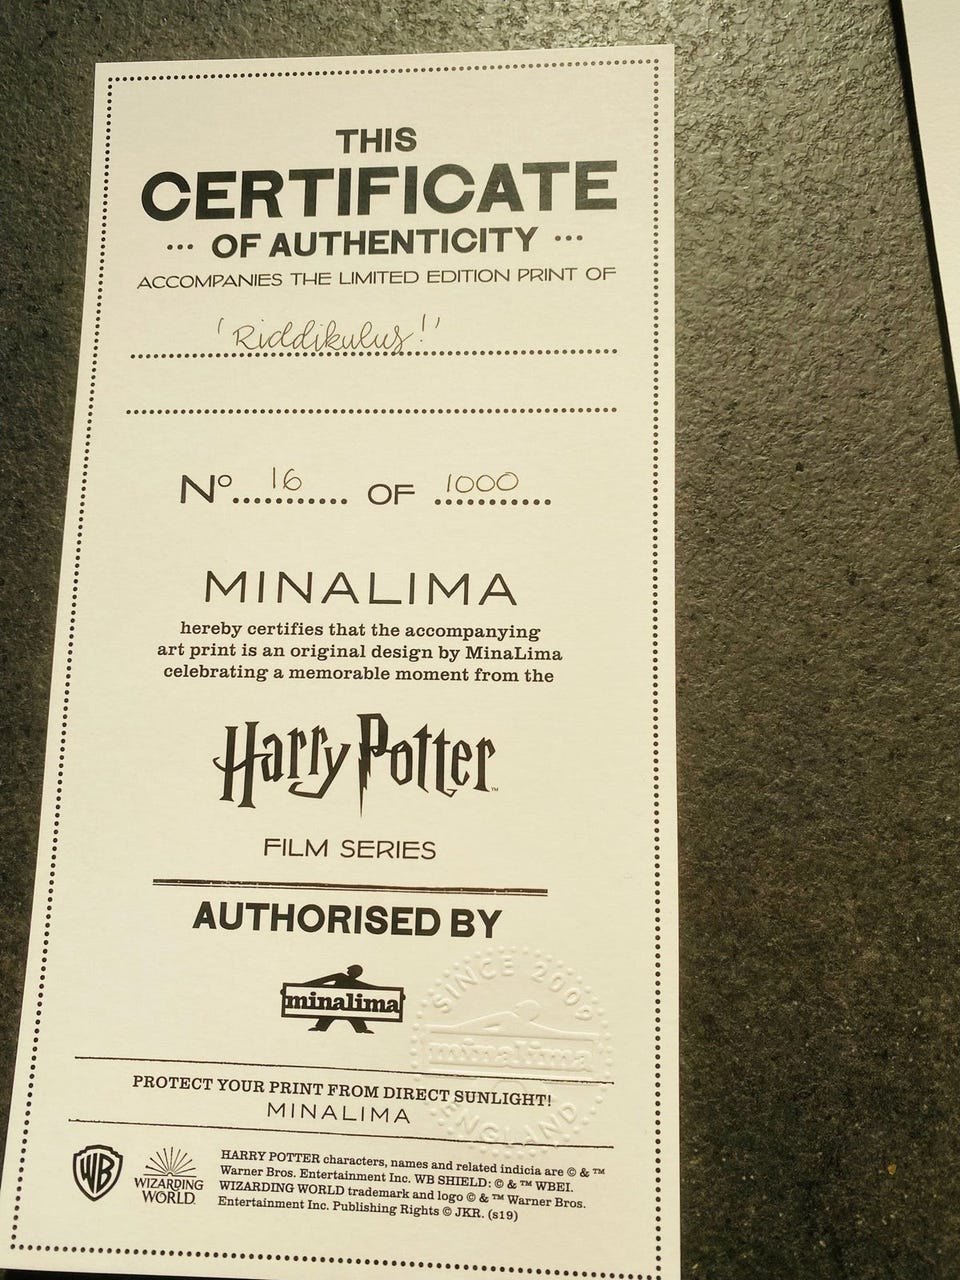 THIS
CERTIFICATE
••• OF AUTHENTICITY •••
ACCOMPANIES THE LIMITED EDITION PRINT OF
'Riddikulus!'
Nº 16 OF 1000
MINALIMA
hereby certifies that the accompanying
art print is an original design by MinaLima
celebrating a memorable moment from the
Harry Potter™
FILM SERIES
AUTHORISED BY
minalima
SINCE 2009
minalima
ENGLAND
PROTECT YOUR PRINT FROM DIRECT SUNLIGHT!
MINALIMA
WB
WIZARDING
WORLD
HARRY POTTER characters, names and related indicia are © & ™
Warner Bros. Entertainment Inc. WB SHIELD: © & ™ WBEI.
WIZARDING WORLD trademark and logo © & ™ Warner Bros.
Entertainment Inc. Publishing Rights © JKR. (s19)